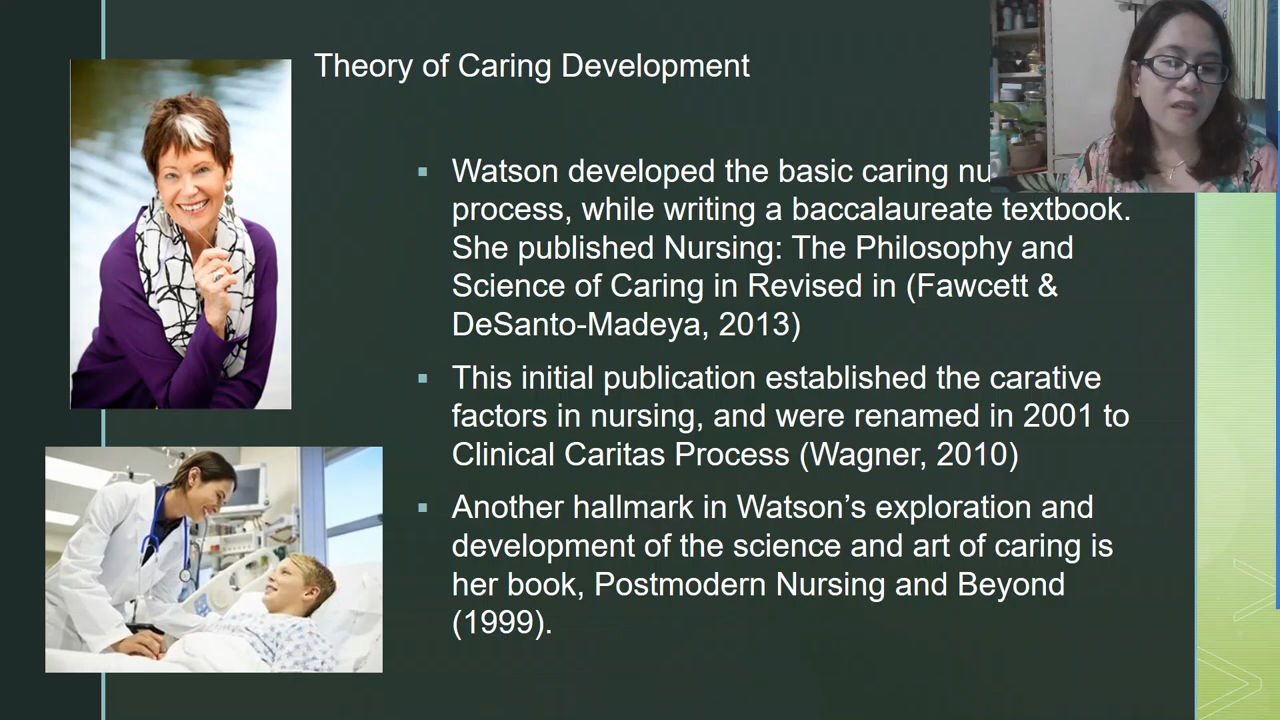 Theory of Caring Development
▪ Watson developed the basic caring
process, while writing a baccalaureate textbook.
She published Nursing: The Philosophy and
Science of Caring in Revised in (Fawcett &
DeSanto-Madeya, 2013)
▪ This initial publication established the carative
factors in nursing, and were renamed in 2001 to
Clinical Caritas Process (Wagner, 2010)
▪ Another hallmark in Watson’s exploration and
development of the science and art of caring is
her book, Postmodern Nursing and Beyond
(1999).